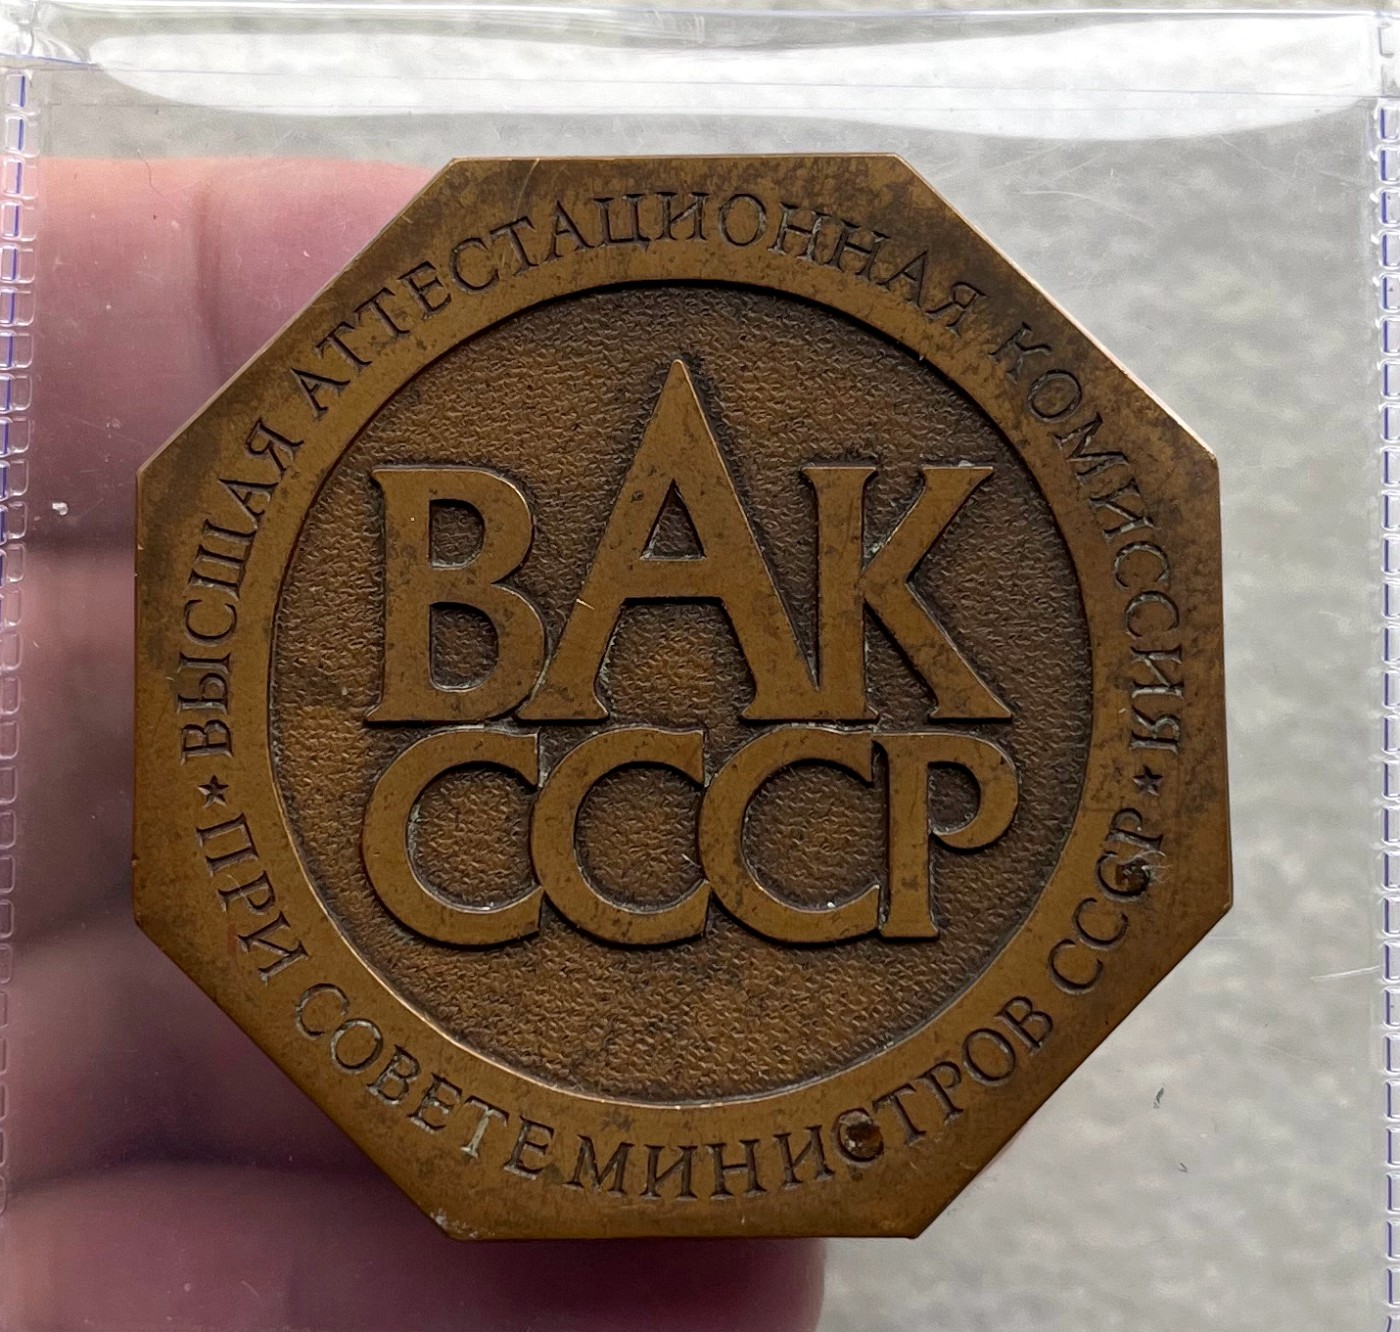 ВЫСШАЯ АТТЕСТАЦИОННАЯ КОМИССИЯ
ВАК
СССР
★ ПРИ СОВЕТЕ МИНИСТРОВ СССР ★